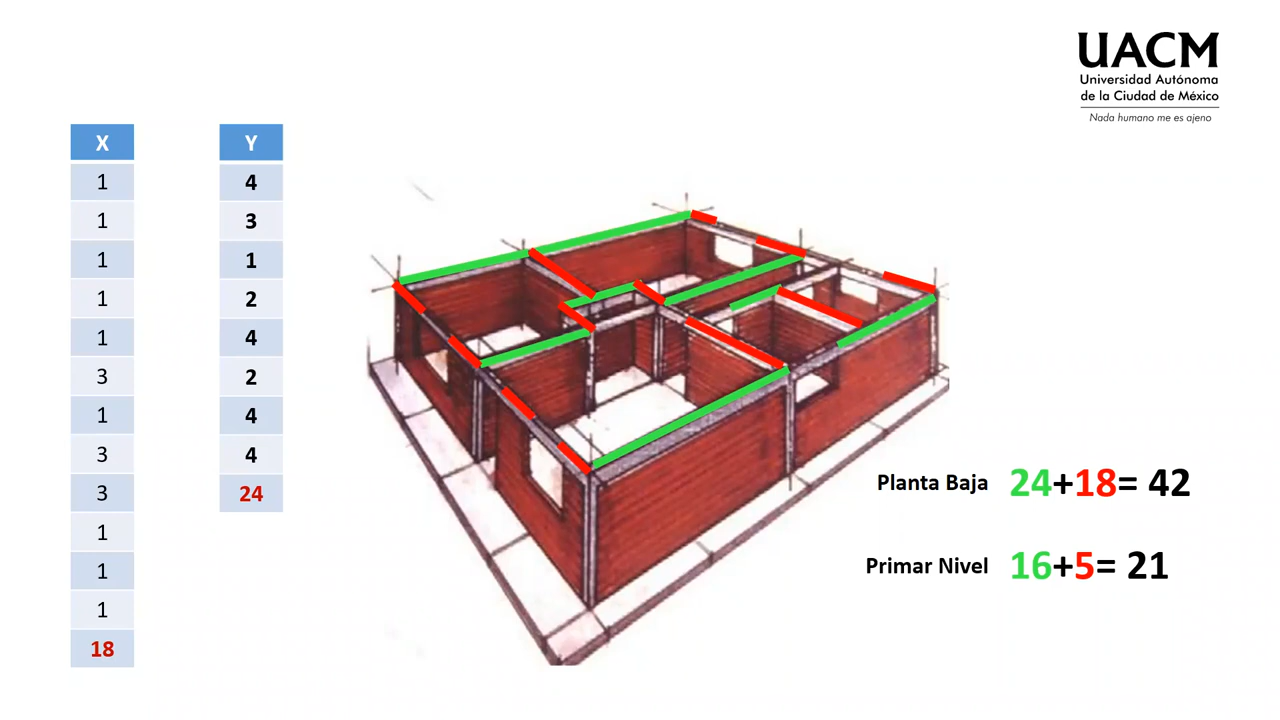 UACM
Universidad Autónoma
de la Ciudad de México
Nada humano me es ajeno
X
1
1
1
1
1
3
1
3
3
1
1
1
18
Y
4
3
1
2
4
2
4
4
24
Planta Baja 24+18= 42
Primar Nivel 16+5= 21